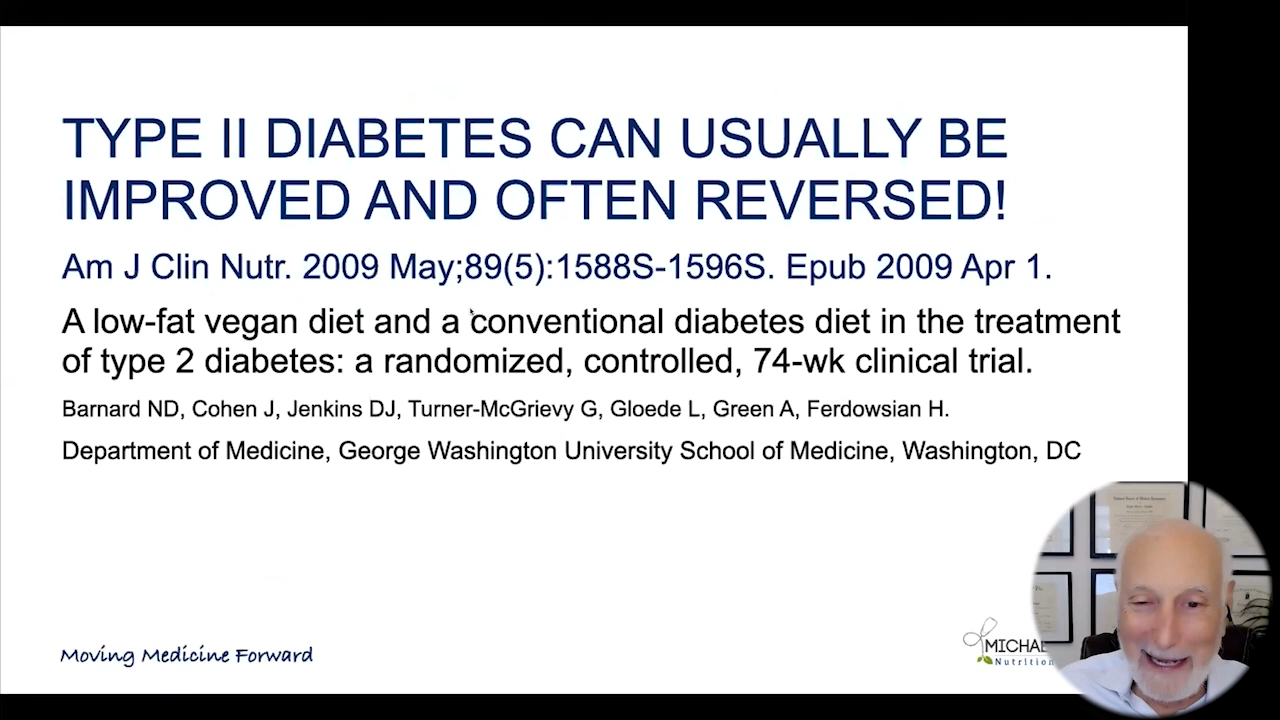 TYPE II DIABETES CAN USUALLY BE
IMPROVED AND OFTEN REVERSED!
Am J Clin Nutr. 2009 May;89(5):1588S-1596S. Epub 2009 Apr 1.
A low-fat vegan diet and a conventional diabetes diet in the treatment
of type 2 diabetes: a randomized, controlled, 74-wk clinical trial.
Barnard ND, Cohen J, Jenkins DJ, Turner-McGrievy G, Gloede L, Green A, Ferdowsian H.
Department of Medicine, George Washington University School of Medicine, Washington, DC
Moving Medicine Forward
MICHA
Nutrition